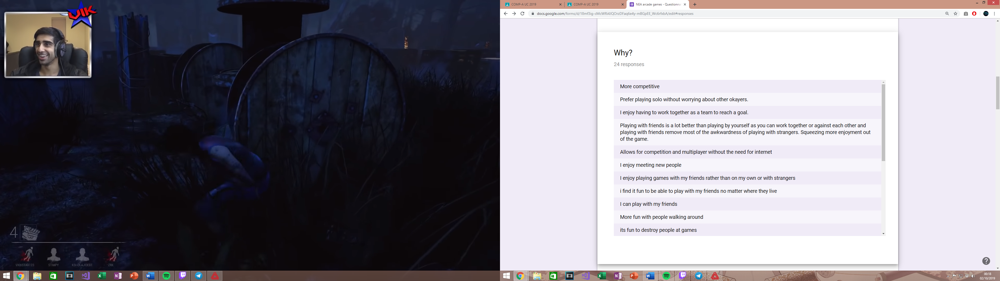 VIK
4
VIKKSTAR123
STIMPY
KSI-OLAJIDEBT
ZRK
COMP-A UC 2019
COMP-A UC 2019
NEA arcade games - Questionna
docs.google.com/forms/d/18mf3ig-cMcWRi4JQOrzDFaq6e4y-mBGpEE_Wc6rfxbA/edit#responses
Why?
24 responses
More competitive
Prefer playing solo without worrying about other okayers.
I enjoy having to work together as a team to reach a goal.
Playing with friends is a lot better than playing by yourself as you can work together or against each other and
playing with friends remove most of the awkwardness of playing with strangers. Squeezing more enjoyment out
of the game.
Allows for competition and multiplayer without the need for internet
I enjoy meeting new people
I enjoy playing games with my friends rather than on my own or with strangers
i find it fun to be able to play with my friends no matter where they live
I can play with my friends
More fun with people walking around
its fun to destroy people at games
00:18
02/10/2019